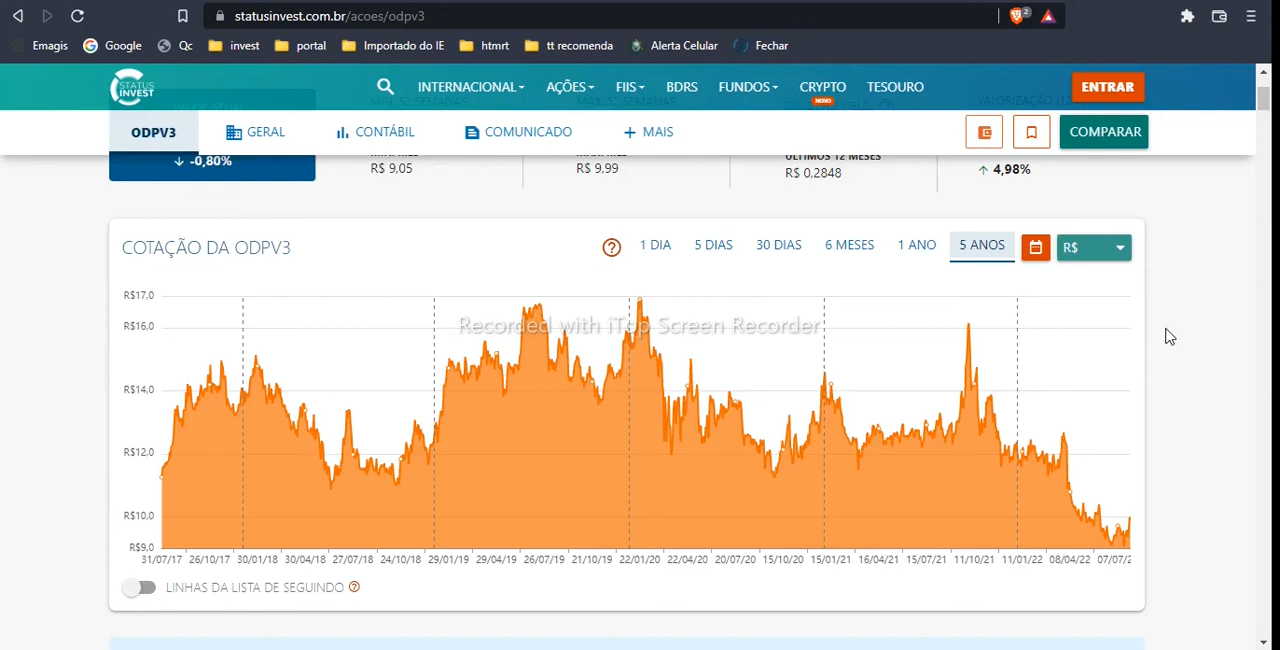 statusinvest.com.br/acoes/odpv3
2
Emagis Google Qc invest portal Importado do IE htmrt tt recomenda Alerta Celular Fechar
STATUS INVEST
INTERNACIONAL AÇÕES FIIS BDRS FUNDOS CRYPTO TESOURO ENTRAR
NOVO
ODPV3 GERAL CONTÁBIL COMUNICADO + MAIS COMPARAR
ÚLTIMOS 12 MESES
-0,80% R$ 9,05 R$ 9,99 R$ 0,2848 4,98%
COTAÇÃO DA ODPV3 ? 1 DIA 5 DIAS 30 DIAS 6 MESES 1 ANO 5 ANOS R$
R$17,0
R$16,0
Recorded with iTop Screen Recorder
R$14,0
R$12,0
R$10,0
R$9,0
31/07/17 26/10/17 30/01/18 30/04/18 27/07/18 24/10/18 29/01/19 29/04/19 26/07/19 21/10/19 22/01/20 22/04/20 20/07/20 15/10/20 15/01/21 16/04/21 15/07/21 11/10/21 11/01/22 08/04/22 07/07/2
LINHAS DA LISTA DE SEGUINDO ?